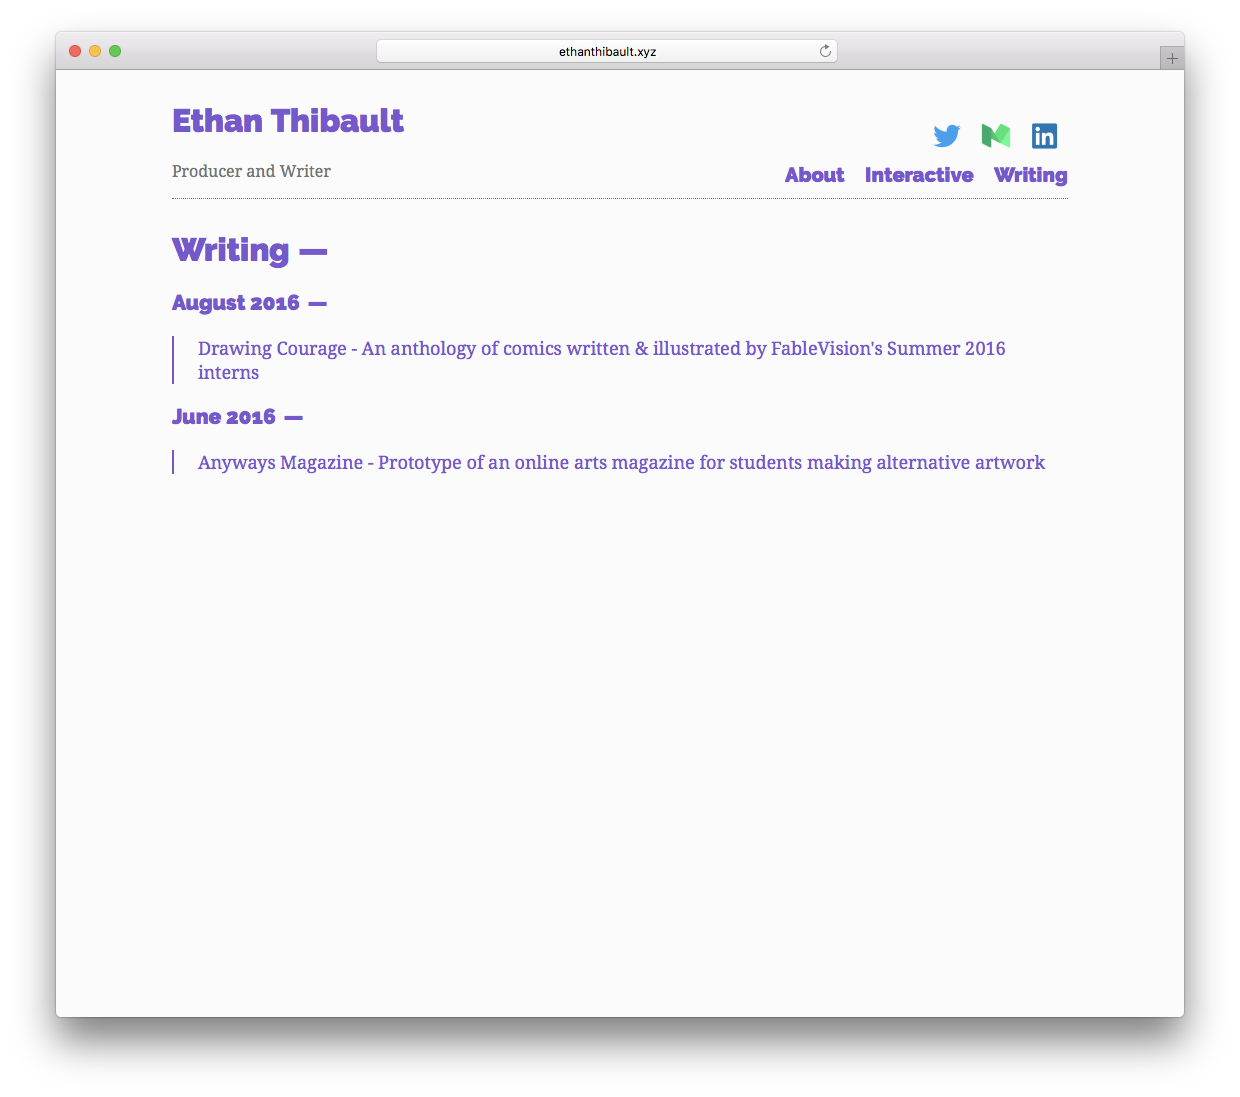 ethanthibault.xyz
Ethan Thibault
Producer and Writer
in
About Interactive Writing
Writing —
August 2016 —
Drawing Courage - An anthology of comics written & illustrated by FableVision's Summer 2016
interns
June 2016 —
Anyways Magazine - Prototype of an online arts magazine for students making alternative artwork